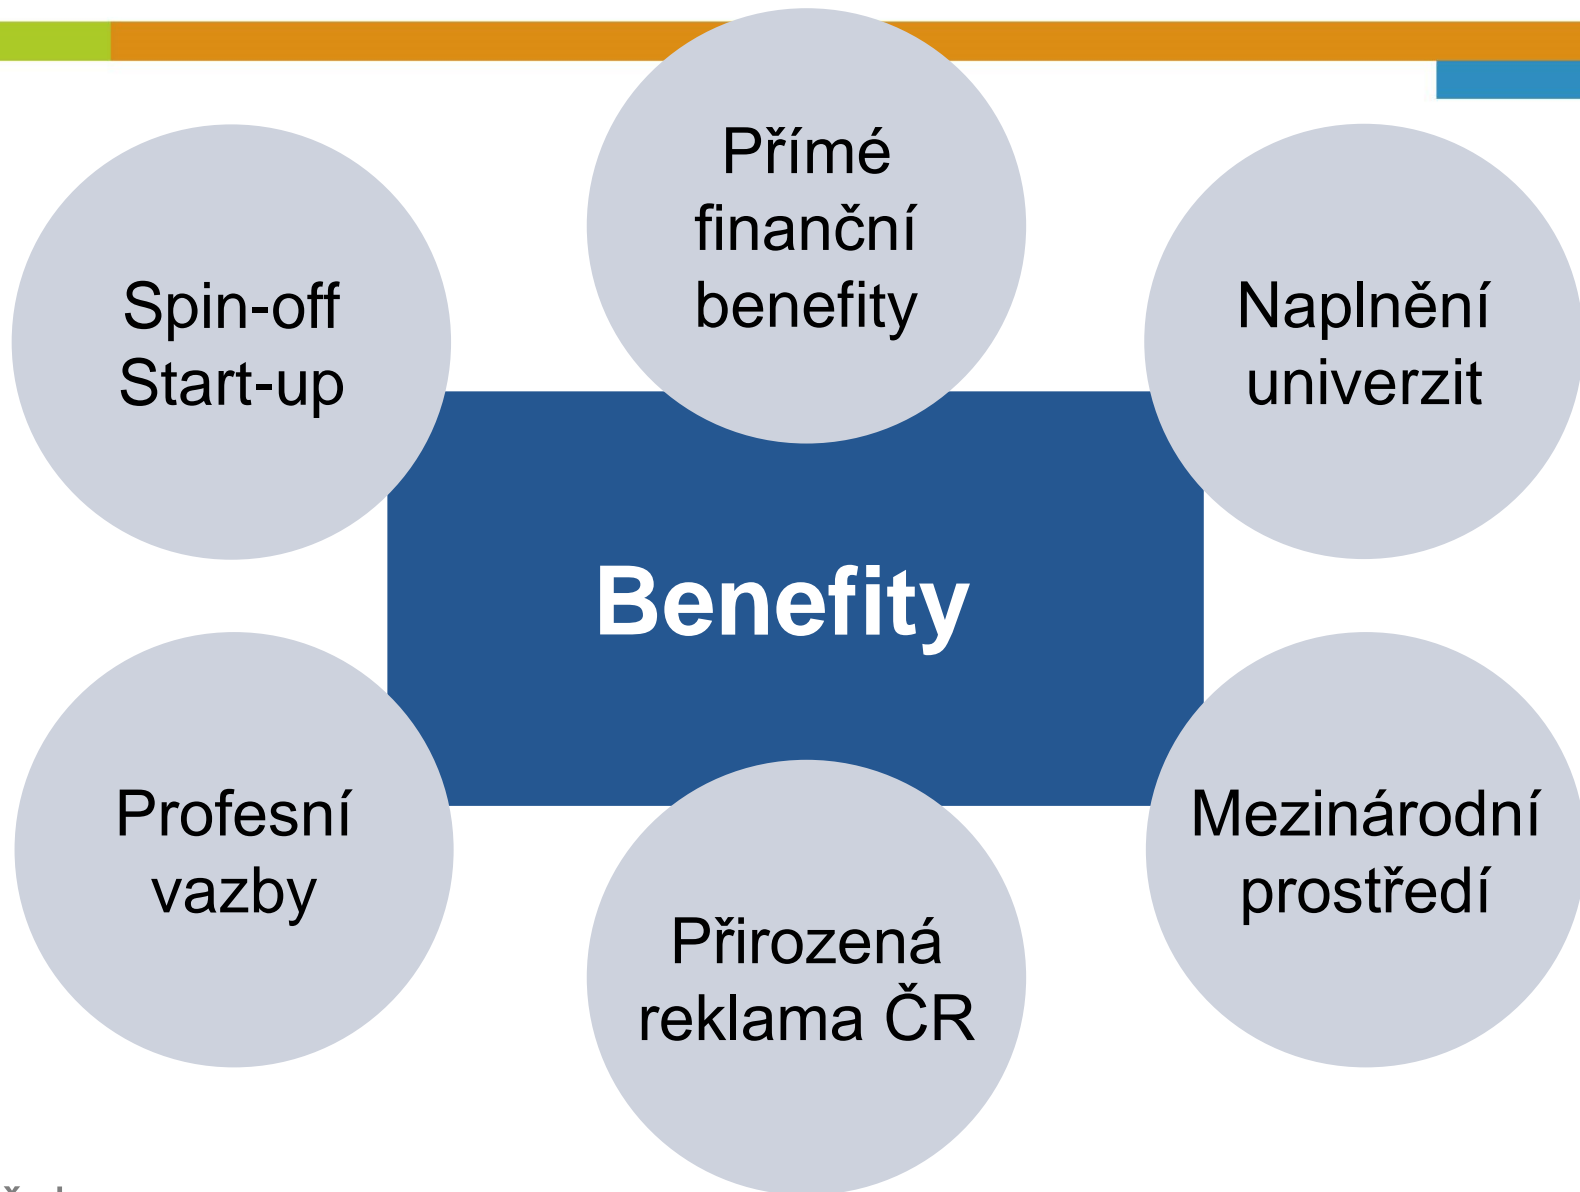 Přímé
finanční
benefity
Spin-off
Start-up
Naplnění
univerzit
Benefity
Profesní
vazby
Mezinárodní
prostředí
Přirozená
reklama ČR